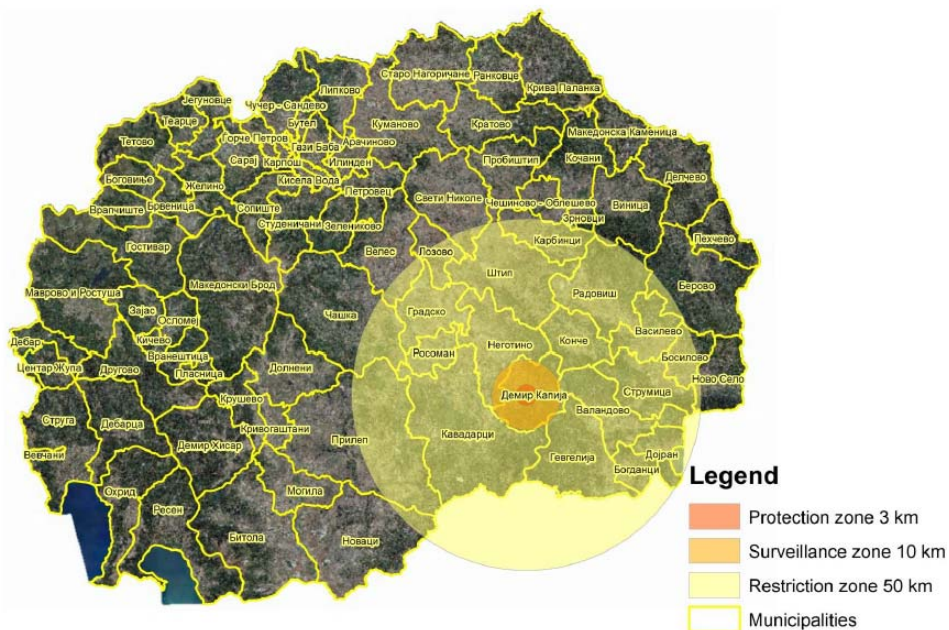 Старо Нагоричане
Ранковце
Крива Паланка
Липково
Јегуновце
Чучер - Сандево
Теарце
Бутел
Куманово
Кратово
Македонска Каменица
Тетово
Горче Петров
Гази Баба
Арачиново
Сарај
Карпош
Илинден
Пробиштип
Кочани
Делчево
Боговиње
Желино
Кисела Вода
Петровец
Свети Николе
Чешиново - Облешево
Виница
Врапчиште
Брвеница
Сопиште
Студеничани
Зелениково
Зрновци
Пехчево
Гостивар
Велес
Лозово
Карбинци
Маврово и Ростуша
Македонски Брод
Штип
Радовиш
Берово
Зајас
Осломеј
Чашка
Градско
Василево
Дебар
Кичево
Вранештица
Росоман
Неготино
Конче
Босилово
Центар Жупа
Другово
Пласница
Долнени
Ново Село
Крушево
Демир Капија
Струмица
Струга
Дебарца
Демир Хисар
Кривогаштани
Прилеп
Кавадарци
Валандово
Вевчани
Гевгелија
Дојран
Богданци
Охрид
Ресен
Могила
Битола
Новаци
Legend
Protection zone 3 km
Surveillance zone 10 km
Restriction zone 50 km
Municipalities